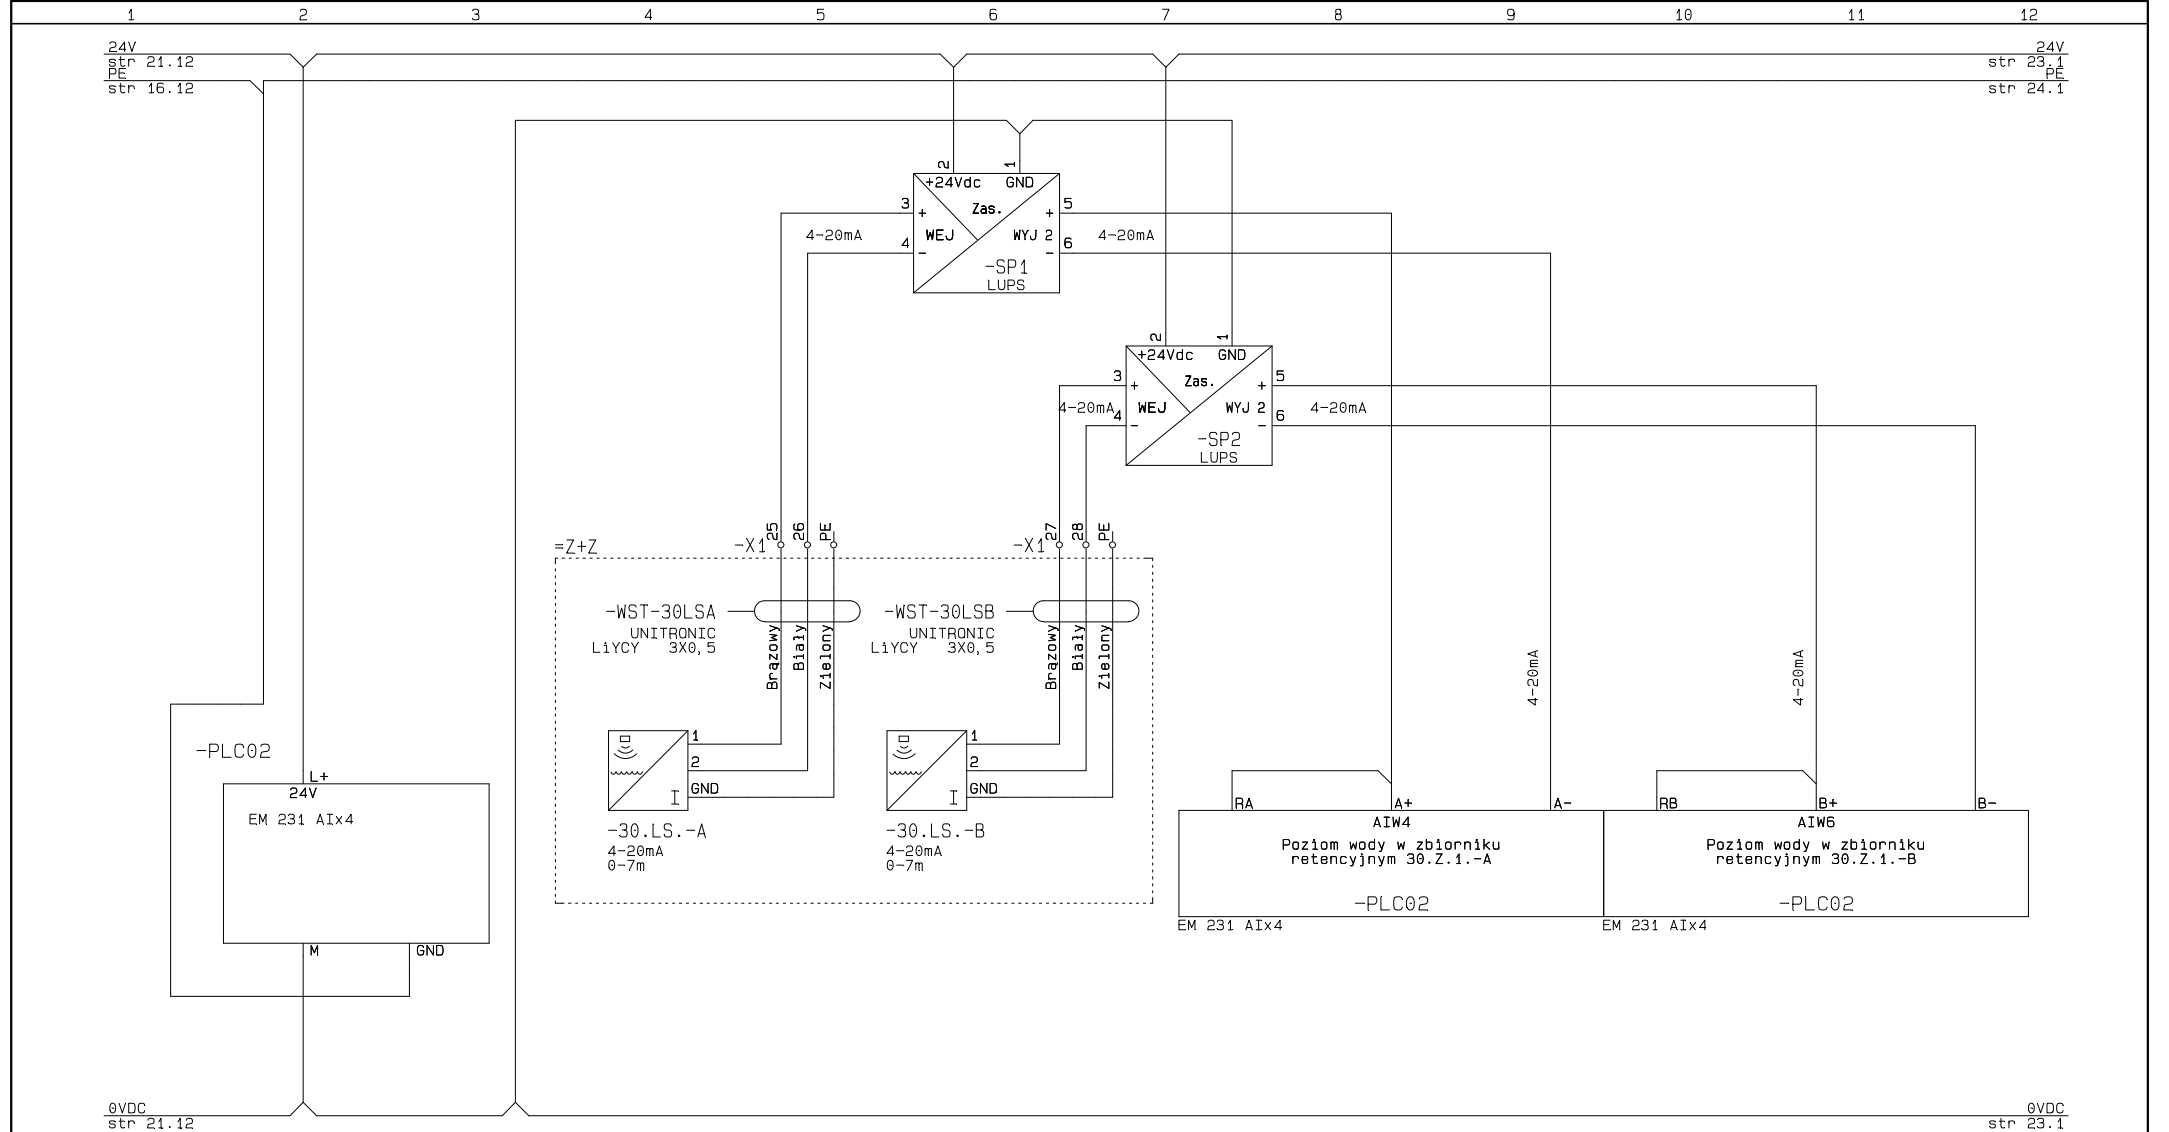 1 2 3 4 5 6 7 8 9 10 11 12
24V 24V
str 21.12 str 23.1
PE PE
str 16.12 str 24.1
2 1
+24Vdc GND
3 + Zas. + 5
4-20mA WEJ WYJ 2 4-20mA
4 - - 6
-SP1
LUPS
2 1
+24Vdc GND
3 + Zas. + 5
4-20mA WEJ WYJ 2 4-20mA
4 - - 6
-SP2
LUPS
=Z+Z -X1 25 26 PE -X1 27 28 PE
-WST-30LSA -WST-30LSB
UNITRONIC UNITRONIC
LiYCY 3X0,5 LiYCY 3X0,5
Brązowy Biały Zielony Brązowy Biały Zielony
4-20mA 4-20mA
-PLC02
1 1
2 2
GND GND
I I
L+
24V
EM 231 AIx4
RA A+ A- RB B+ B-
AIW4 AIW6
-30.LS.-A -30.LS.-B
4-20mA 4-20mA
0-7m 0-7m
Poziom wody w zbiorniku Poziom wody w zbiorniku
retencyjnym 30.Z.1.-A retencyjnym 30.Z.1.-B
-PLC02 -PLC02
EM 231 AIx4 EM 231 AIx4
M GND
0VDC 0VDC
str 21.12 str 23.1